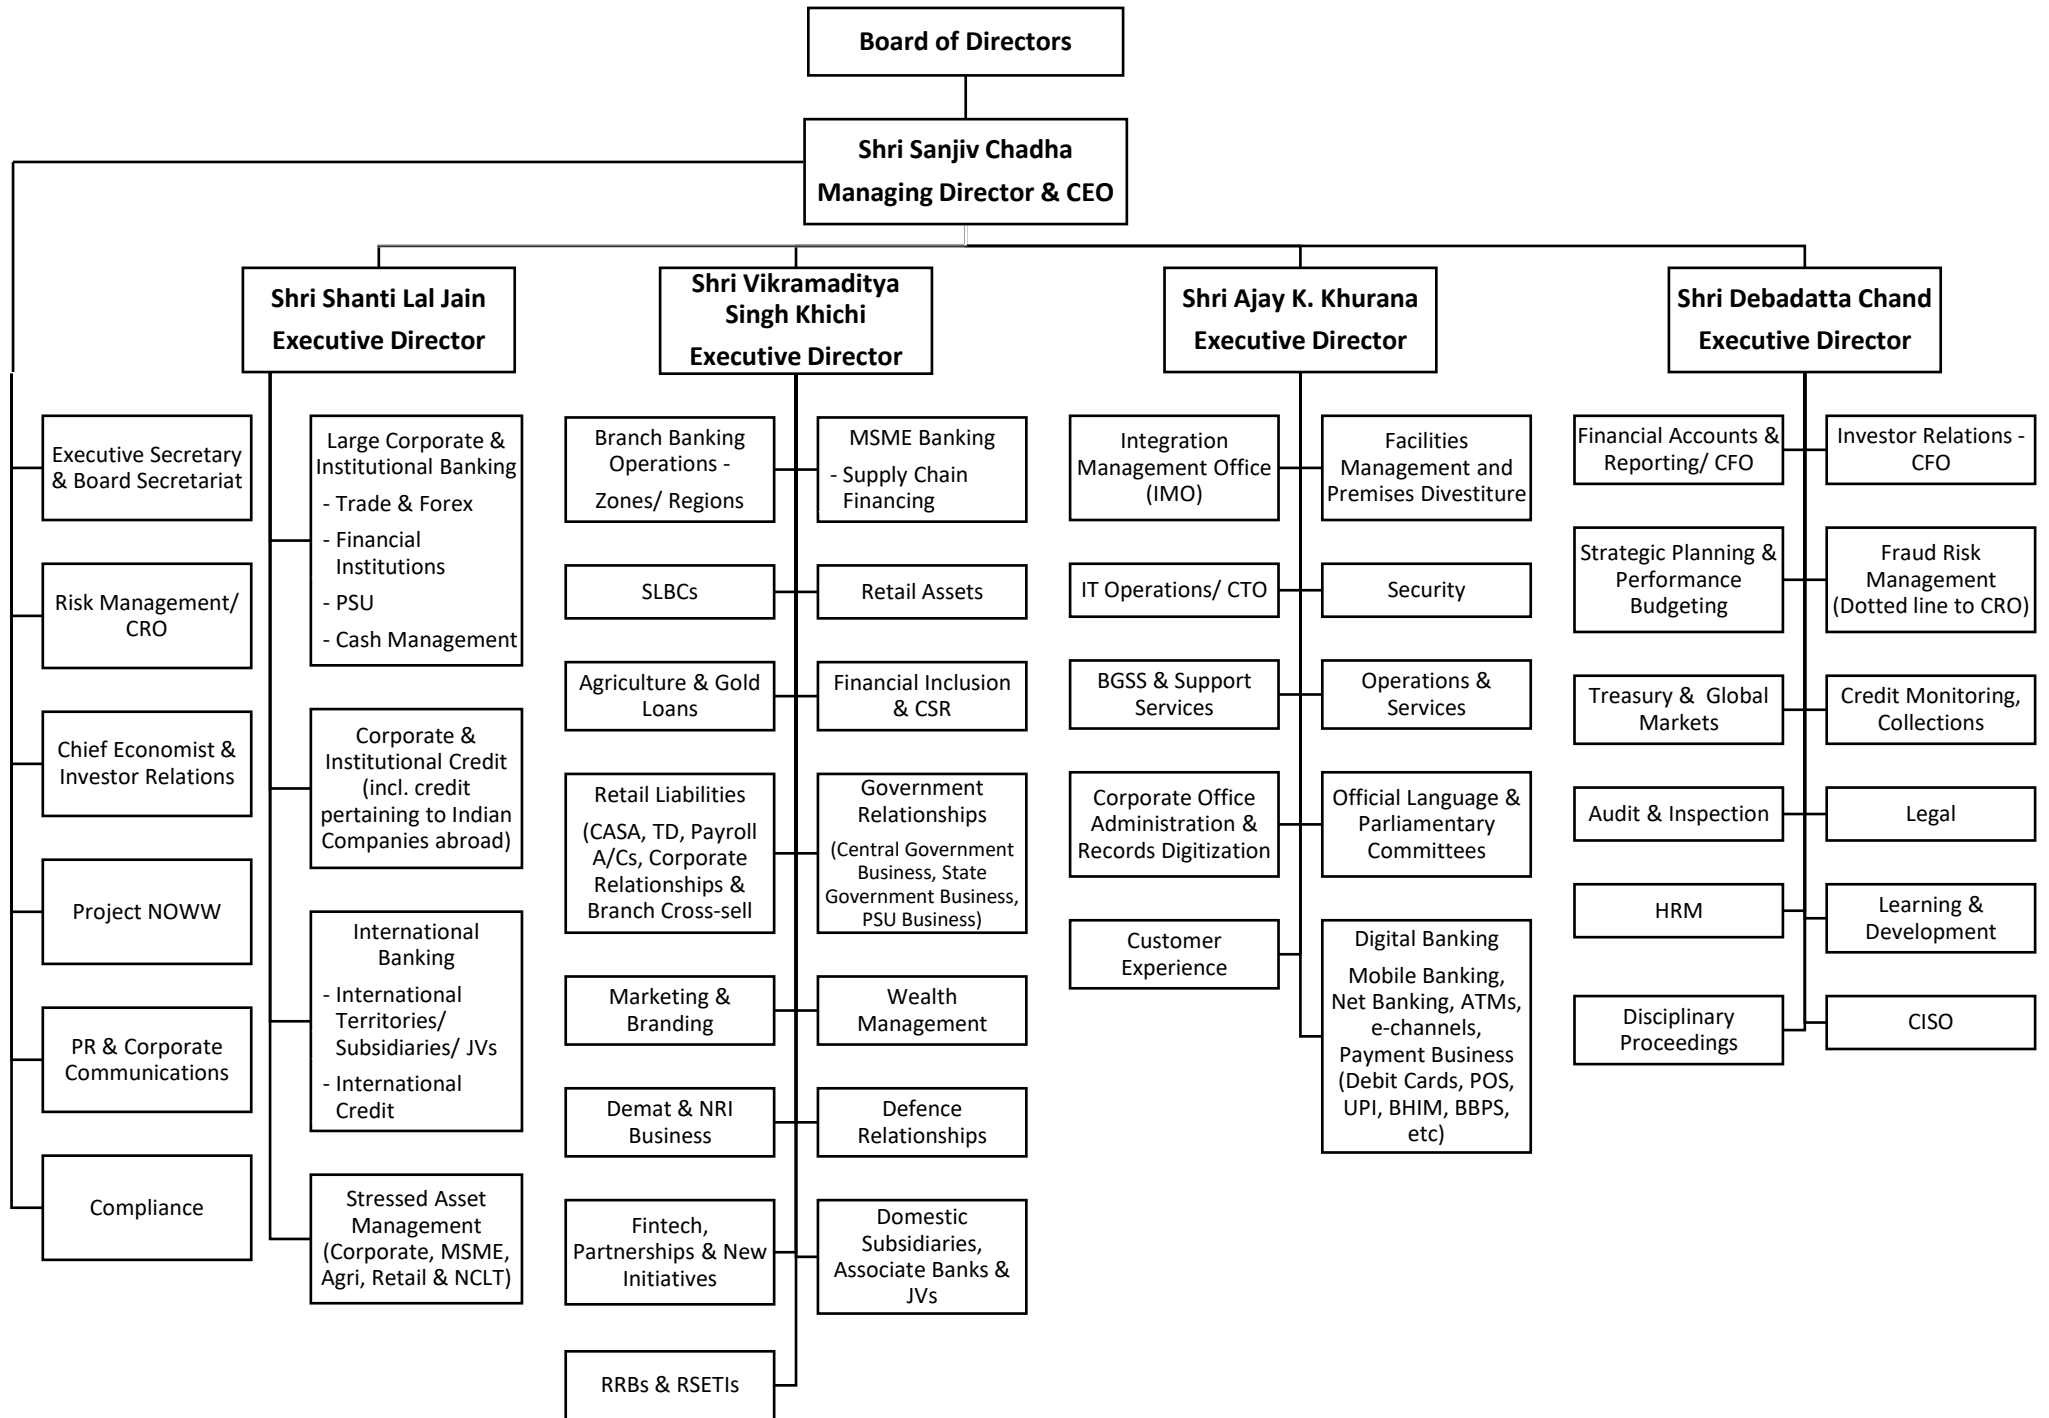 Board of Directors
Shri Sanjiv Chadha
Managing Director & CEO
Shri Shanti Lal Jain
Executive Director
Shri Vikramaditya
Singh Khichi
Executive Director
Shri Ajay K. Khurana
Executive Director
Shri Debadatta Chand
Executive Director
Executive Secretary
& Board Secretariat
Risk Management/
CRO
Chief Economist &
Investor Relations
Project NOWW
PR & Corporate
Communications
Compliance
Large Corporate &
Institutional Banking
- Trade & Forex
- Financial
Institutions
- PSU
- Cash Management
Corporate &
Institutional Credit
(incl. credit
pertaining to Indian
Companies abroad)
International
Banking
- International
Territories/
Subsidiaries/ JVs
- International
Credit
Stressed Asset
Management
(Corporate, MSME,
Agri, Retail & NCLT)
Branch Banking
Operations -
Zones/ Regions
MSME Banking
- Supply Chain
Financing
SLBCs
Retail Assets
Agriculture & Gold
Loans
Financial Inclusion
& CSR
Retail Liabilities
(CASA, TD, Payroll
A/Cs, Corporate
Relationships &
Branch Cross-sell
Government
Relationships
(Central Government
Business, State
Government Business,
PSU Business)
Marketing &
Branding
Wealth
Management
Demat & NRI
Business
Defence
Relationships
Fintech,
Partnerships & New
Initiatives
Domestic
Subsidiaries,
Associate Banks &
JVs
RRBs & RSETIs
Integration
Management Office
(IMO)
Facilities
Management and
Premises Divestiture
IT Operations/ CTO
Security
BGSS & Support
Services
Operations &
Services
Corporate Office
Administration &
Records Digitization
Official Language &
Parliamentary
Committees
Customer
Experience
Digital Banking
Mobile Banking,
Net Banking, ATMs,
e-channels,
Payment Business
(Debit Cards, POS,
UPI, BHIM, BBPS,
etc)
Financial Accounts &
Reporting/ CFO
Investor Relations -
CFO
Strategic Planning &
Performance
Budgeting
Fraud Risk
Management
(Dotted line to CRO)
Treasury & Global
Markets
Credit Monitoring,
Collections
Audit & Inspection
Legal
HRM
Learning &
Development
Disciplinary
Proceedings
CISO